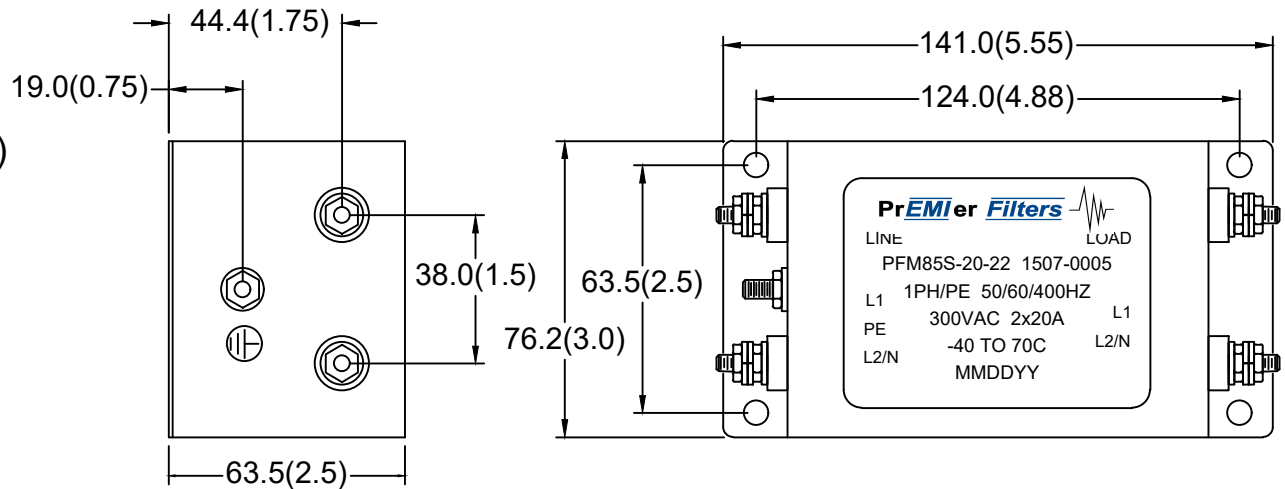 44.4(1.75)
19.0(0.75)
)
38.0(1.5)
63.5(2.5)
141.0(5.55)
124.0(4.88)
63.5(2.5)
76.2(3.0)
PrEMIer Filters
LINE LOAD
PFM85S-20-22 1507-0005
1PH/PE 50/60/400HZ
L1 300VAC 2x20A L1
PE -40 TO 70C L2/N
L2/N MMDDYY